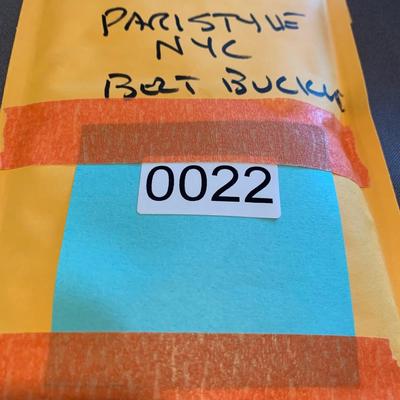 PARISTYLE
NYC
BELT BUCKLE
0022